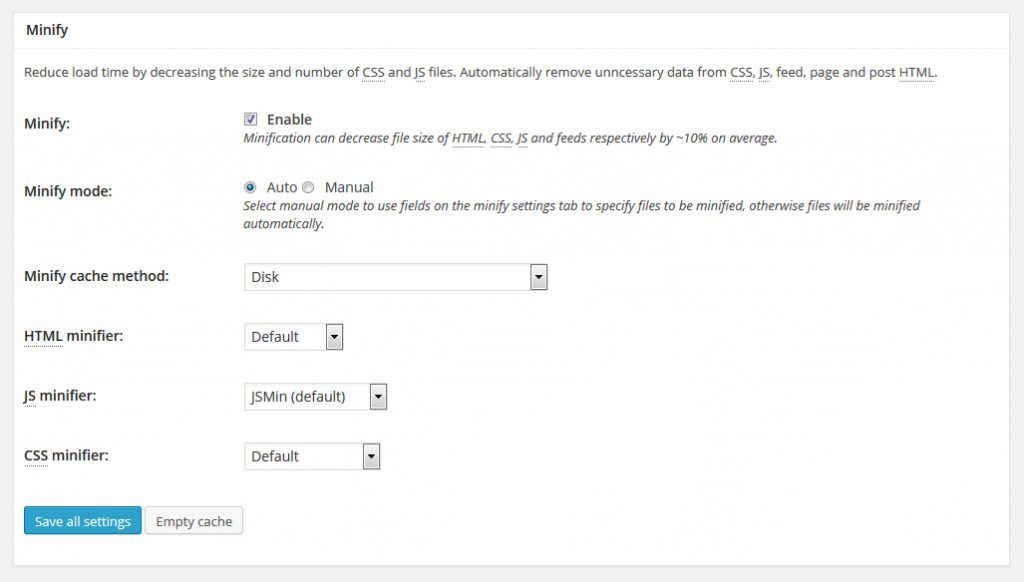 Minify
Reduce load time by decreasing the size and number of CSS and JS files. Automatically remove unncessary data from CSS, JS, feed, page and post HTML.
Minify:
Enable
Minification can decrease file size of HTML, CSS, JS and feeds respectively by ~10% on average.
Minify mode:
Auto Manual
Select manual mode to use fields on the minify settings tab to specify files to be minified, otherwise files will be minified
automatically.
Minify cache method:
Disk
HTML minifier:
Default
JS minifier:
JSMin (default)
CSS minifier:
Default
Save all settings Empty cache